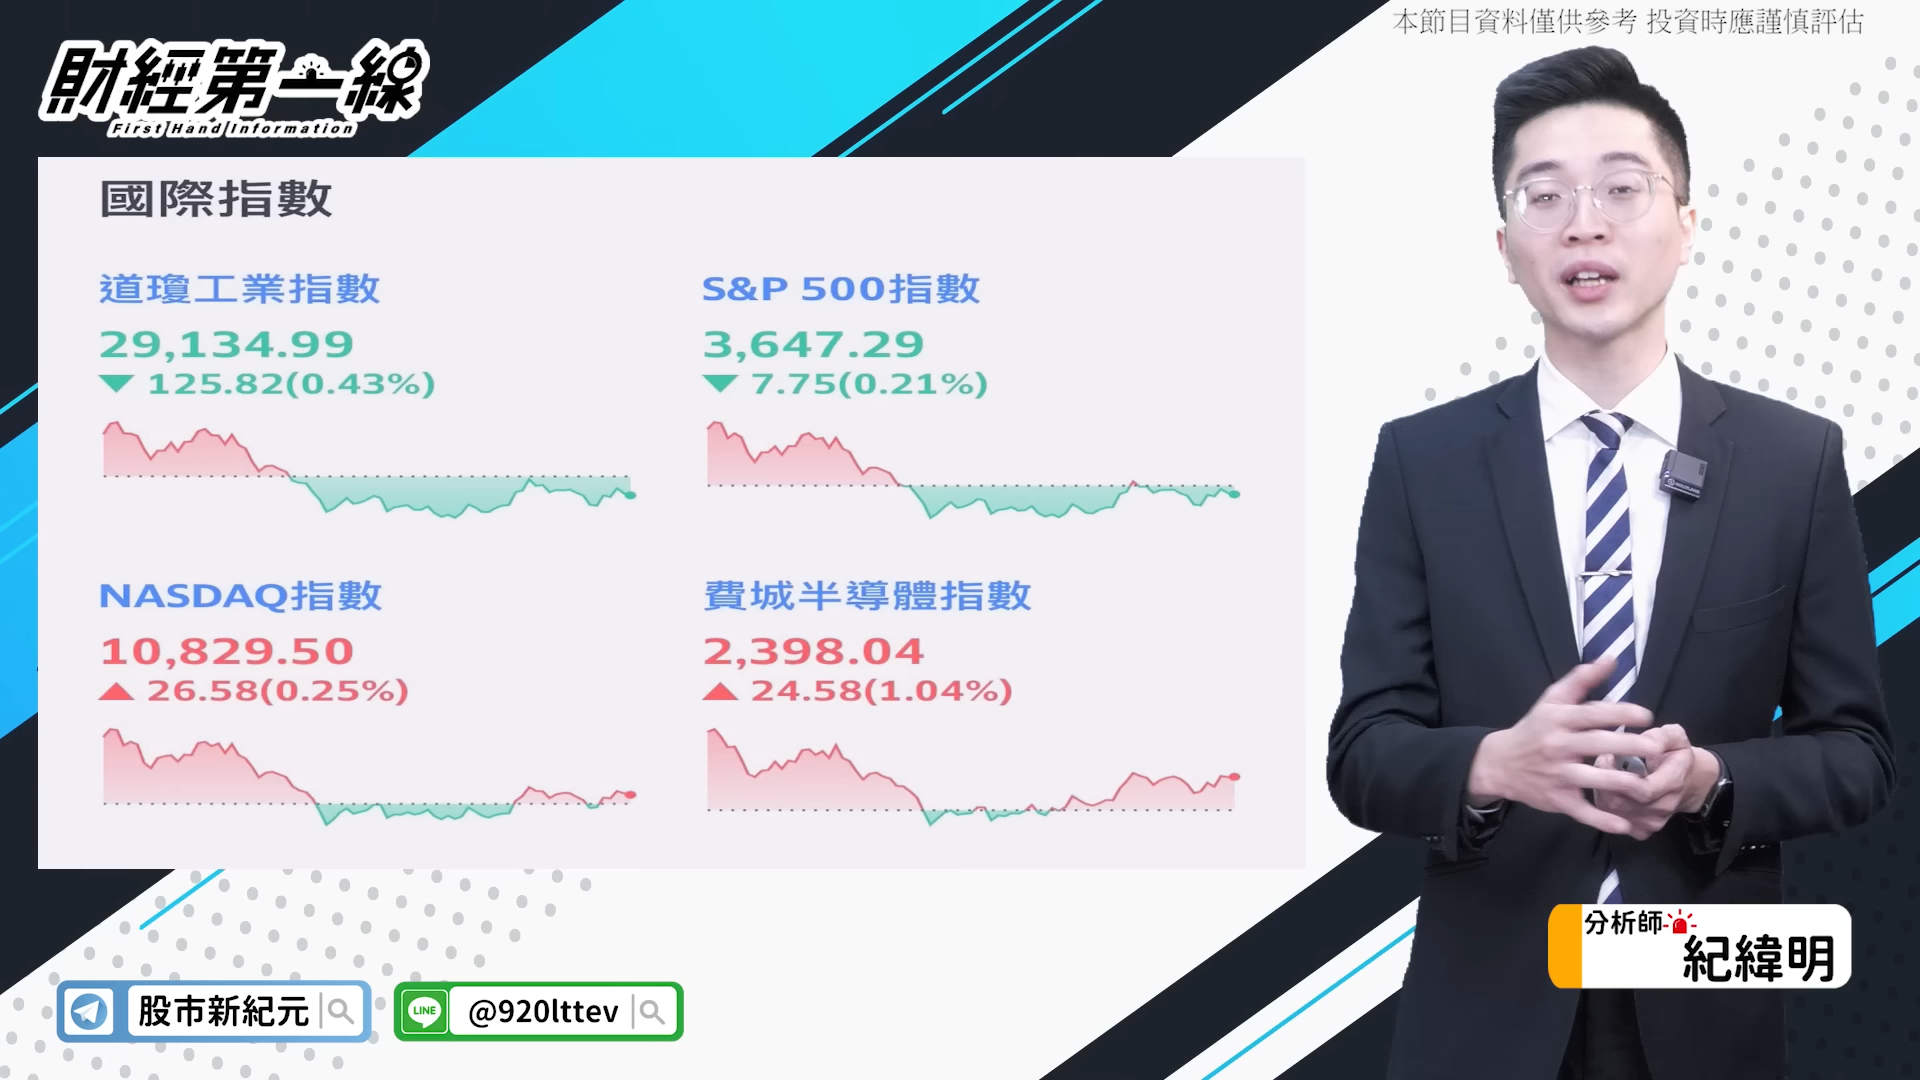 本節目資料僅供參考 投資時應謹慎評估
財經第一線
First Hand Information
國際指數
道瓊工業指數
29,134.99
▼ 125.82(0.43%)
S&P 500指數
3,647.29
▼ 7.75(0.21%)
NASDAQ指數
10,829.50
▲ 26.58(0.25%)
費城半導體指數
2,398.04
▲ 24.58(1.04%)
分析師
紀緯明
股市新紀元
LINE
@920lttev